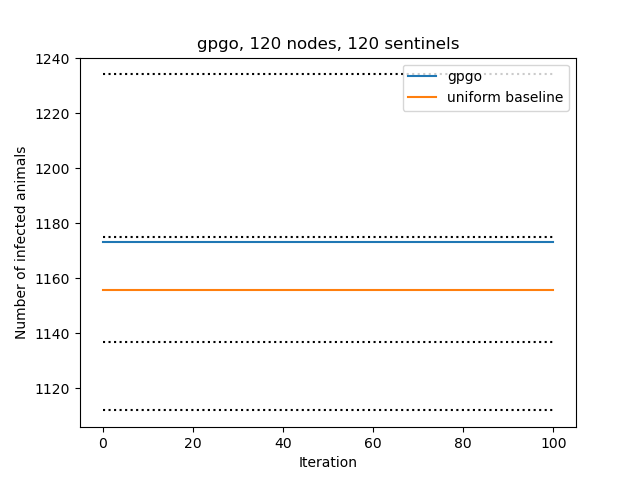 gpgo, 120 nodes, 120 sentinels
gpgo
uniform baseline
Number of infected animals
1240
1220
1200
1180
1160
1140
1120
0 20 40 60 80 100
Iteration